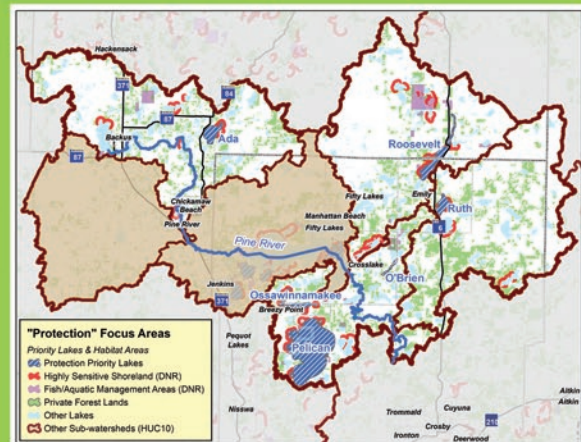 Hackensack
371
84
87
Backus
Ada
Roosevelt
87
Chickamaw
Beach
Fifty Lakes
Emily
Ruth
Manhattan Beach
Fifty Lakes
Pine River
6
Pine River
Crosslake
O'Brien
Jenkins
Ossawinnamakee
371
Breezy Point
Pelican
Pequot
Lakes
Nisswa
Trommald
Cuyuna
Crosby
Ironton
Deerwood
210
Aitkin
Aitkin
"Protection" Focus Areas
Priority Lakes & Habitat Areas
Protection Priority Lakes
Highly Sensitive Shoreland (DNR)
Fish/Aquatic Management Areas (DNR)
Private Forest Lands
Other Lakes
Other Sub-watersheds (HUC10)